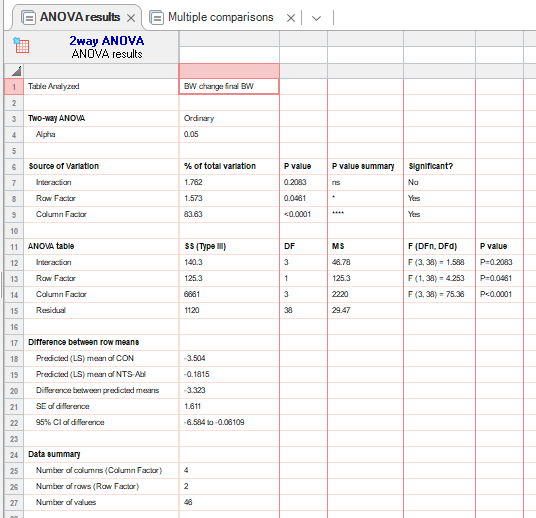 ANOVA results
Multiple comparisons
2way ANOVA
ANOVA results
1 Table Analyzed BW change final BW
2
3 Two-way ANOVA Ordinary
4 Alpha 0.05
5
6 Source of Variation % of total variation P value P value summary Significant?
7 Interaction 1.762 0.2083 ns No
8 Row Factor 1.573 0.0461 * Yes
9 Column Factor 83.63 <0.0001 **** Yes
10
11 ANOVA table SS (Type III) DF MS F (DFn, DFd) P value
12 Interaction 140.3 3 46.78 F (3, 38) = 1.588 P=0.2083
13 Row Factor 125.3 1 125.3 F (1, 38) = 4.253 P=0.0461
14 Column Factor 6661 3 2220 F (3, 38) = 75.36 P<0.0001
15 Residual 1120 38 29.47
16
17 Difference between row means
18 Predicted (LS) mean of CON -3.504
19 Predicted (LS) mean of NTS-Abl -0.1815
20 Difference between predicted means -3.323
21 SE of difference 1.611
22 95% CI of difference -6.584 to -0.06109
23
24 Data summary
25 Number of columns (Column Factor) 4
26 Number of rows (Row Factor) 2
27 Number of values 46